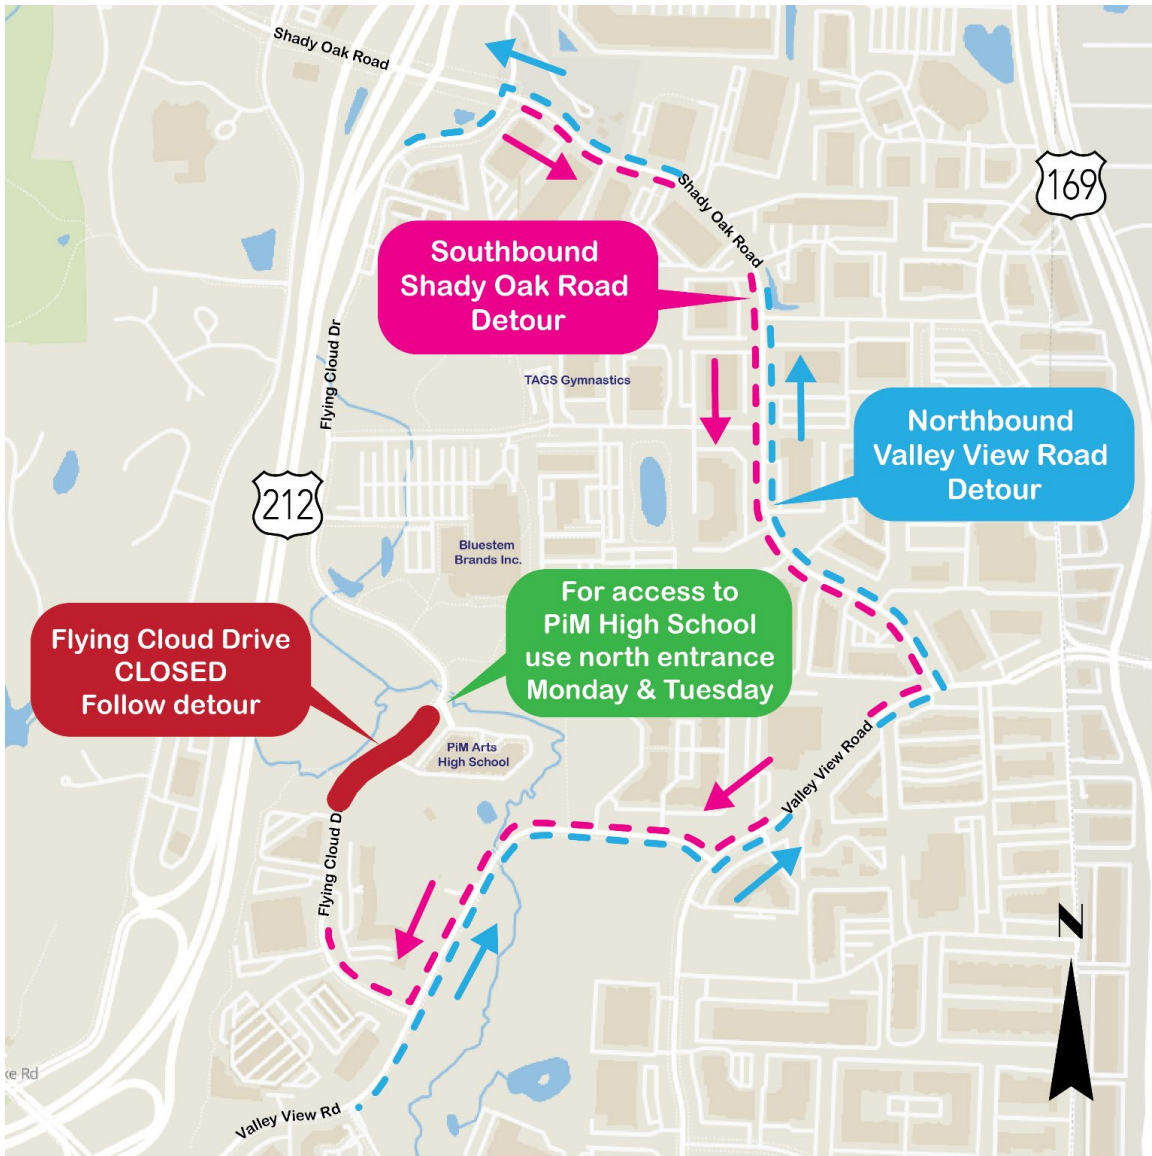 Shady Oak Road
169
Shady Oak Road
Southbound
Shady Oak Road
Detour
Flying Cloud Dr
TAGS Gymnastics
Northbound
Valley View Road
Detour
212
Bluestem
Brands Inc.
For access to
PiM High School
use north entrance
Monday & Tuesday
Flying Cloud Drive
CLOSED
Follow detour
PiM Arts
High School
Valley View Road
Flying Cloud D
N
ke Rd
Valley View Rd